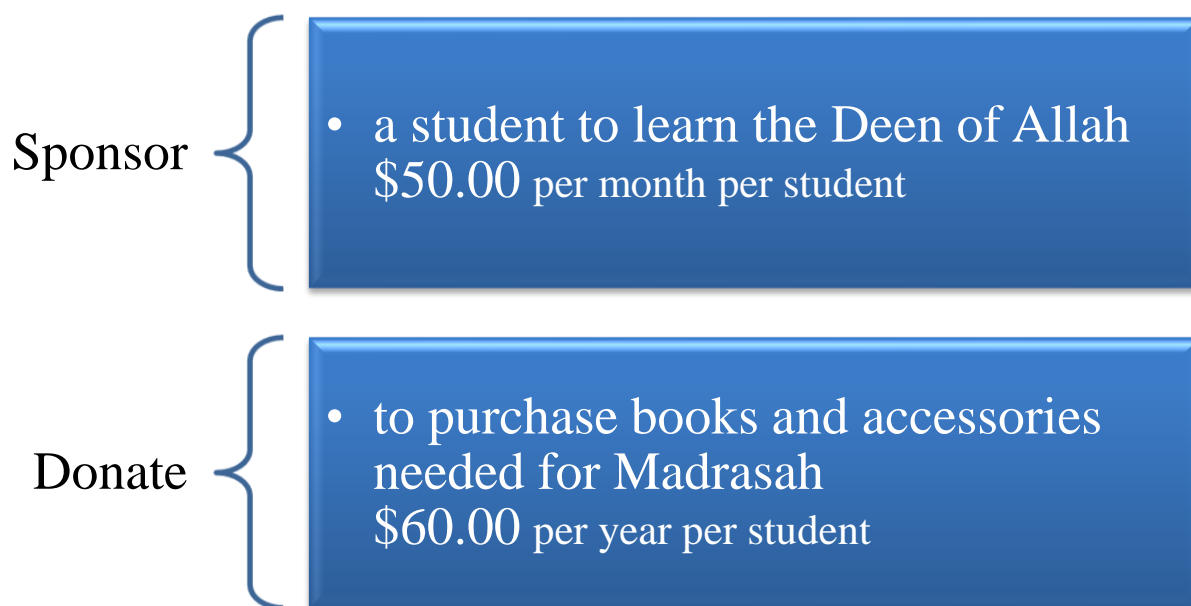 Sponsor
• a student to learn the Deen of Allah
$50.00 per month per student
Donate
• to purchase books and accessories
needed for Madrasah
$60.00 per year per student